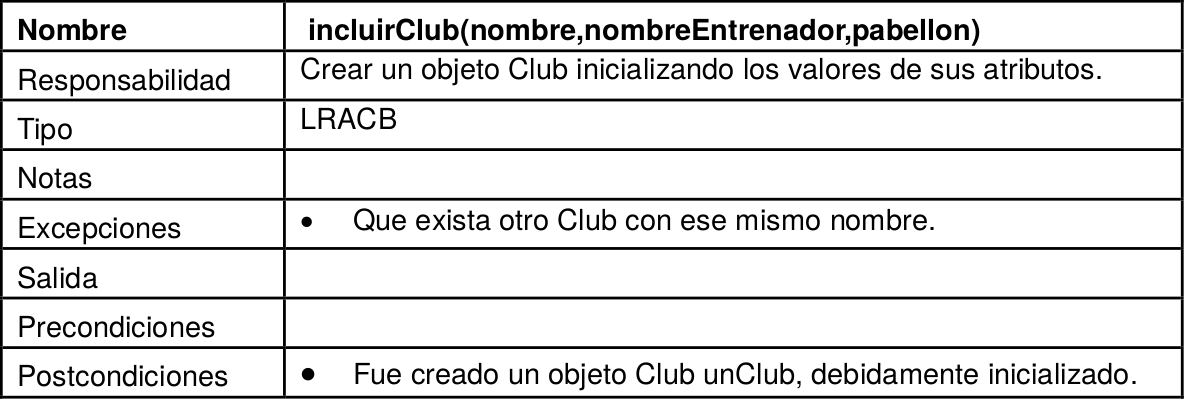 Nombre incluirClub(nombre,nombreEntrenador,pabellon)
Responsabilidad Crear un objeto Club inicializando los valores de sus atributos.
Tipo LRACB
Notas
Excepciones • Que exista otro Club con ese mismo nombre.
Salida
Precondiciones
Postcondiciones • Fue creado un objeto Club unClub, debidamente inicializado.